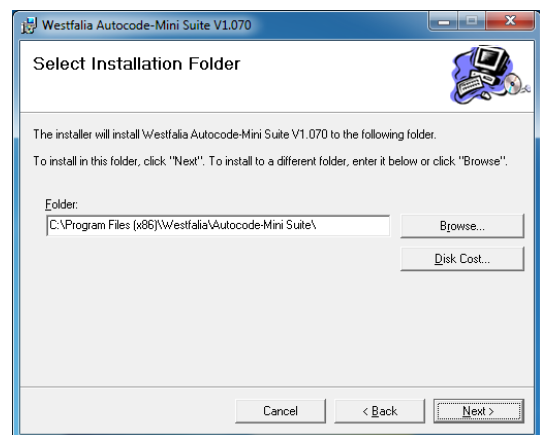 Westfalia Autocode-Mini Suite V1.070
Select Installation Folder
The installer will install Westfalia Autocode-Mini Suite V1.070 to the following folder.
To install in this folder, click "Next". To install to a different folder, enter it below or click "Browse".
Folder:
C:\Program Files (x86)\Westfalia\Autocode-Mini Suite\
Browse...
Disk Cost...
Cancel
< Back
Next >